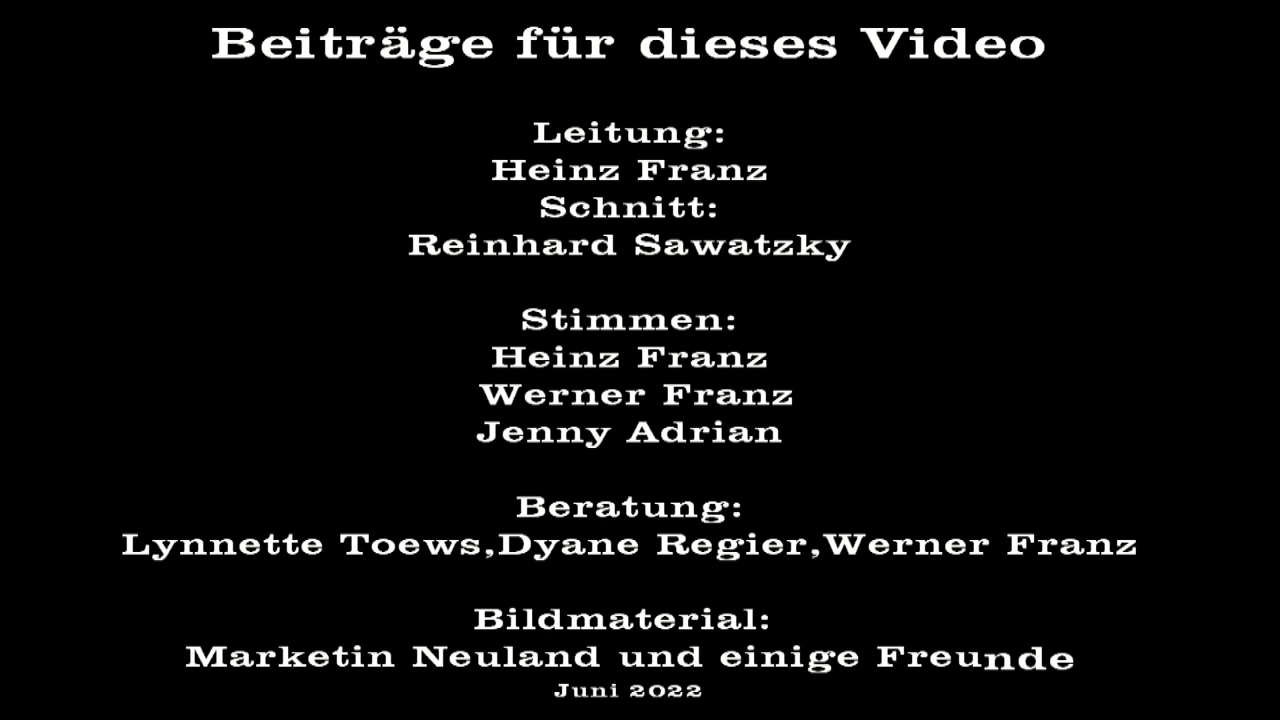 Beiträge für dieses Video
Leitung:
Heinz Franz
Schnitt:
Reinhard Sawatzky
Stimmen:
Heinz Franz
Werner Franz
Jenny Adrian
Beratung:
Lynnette Toews,Dyane Regier,Werner Franz
Bildmaterial:
Marketin Neuland und einige Freunde
Juni 2022